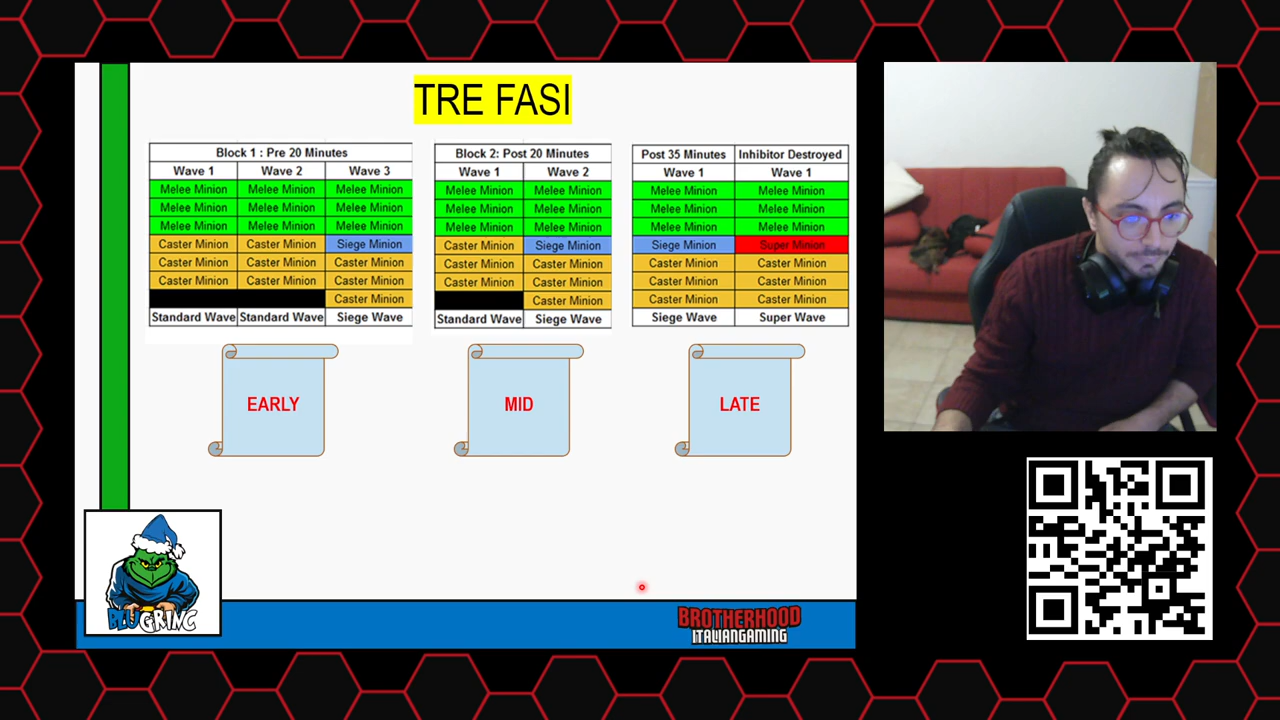 TRE FASI
Block 1 : Pre 20 Minutes
Wave 1 Wave 2 Wave 3
Melee Minion Melee Minion Melee Minion
Melee Minion Melee Minion Melee Minion
Melee Minion Melee Minion Melee Minion
Caster Minion Caster Minion Siege Minion
Caster Minion Caster Minion Caster Minion
Caster Minion Caster Minion Caster Minion
Caster Minion
Standard Wave Standard Wave Siege Wave
Block 2: Post 20 Minutes
Wave 1 Wave 2
Melee Minion Melee Minion
Melee Minion Melee Minion
Melee Minion Melee Minion
Caster Minion Siege Minion
Caster Minion Caster Minion
Caster Minion Caster Minion
Caster Minion
Standard Wave Siege Wave
Post 35 Minutes Inhibitor Destroyed
Wave 1 Wave 1
Melee Minion Melee Minion
Melee Minion Melee Minion
Melee Minion Melee Minion
Siege Minion Super Minion
Caster Minion Caster Minion
Caster Minion Caster Minion
Caster Minion Caster Minion
Siege Wave Super Wave
EARLY
MID
LATE
BLUGRINC
BROTHERHOOD
ITALIANGAMING